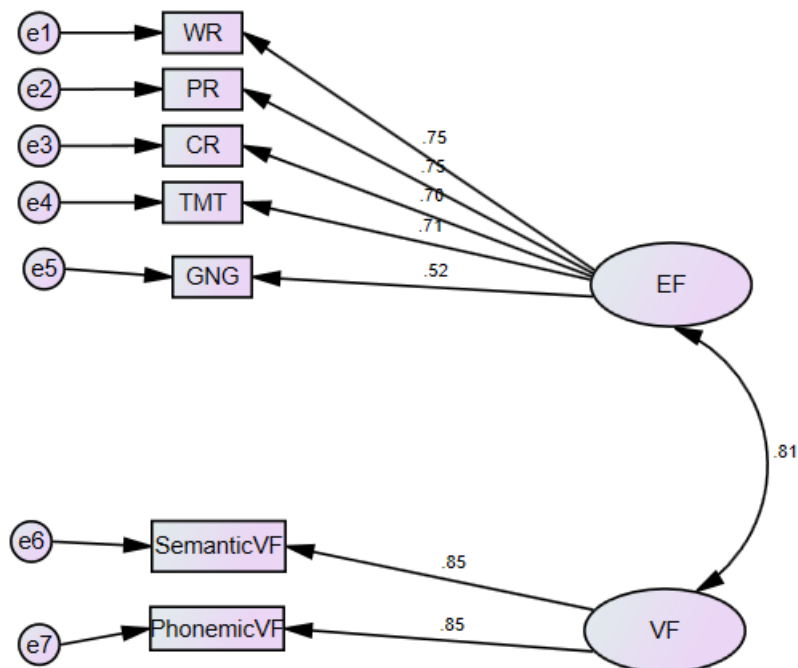 e1
WR
e2
PR
e3
CR
e4
TMT
e5
GNG
.75
.75
.70
.71
.52
EF
.81
e6
SemanticVF
.85
e7
PhonemicVF
.85
VF